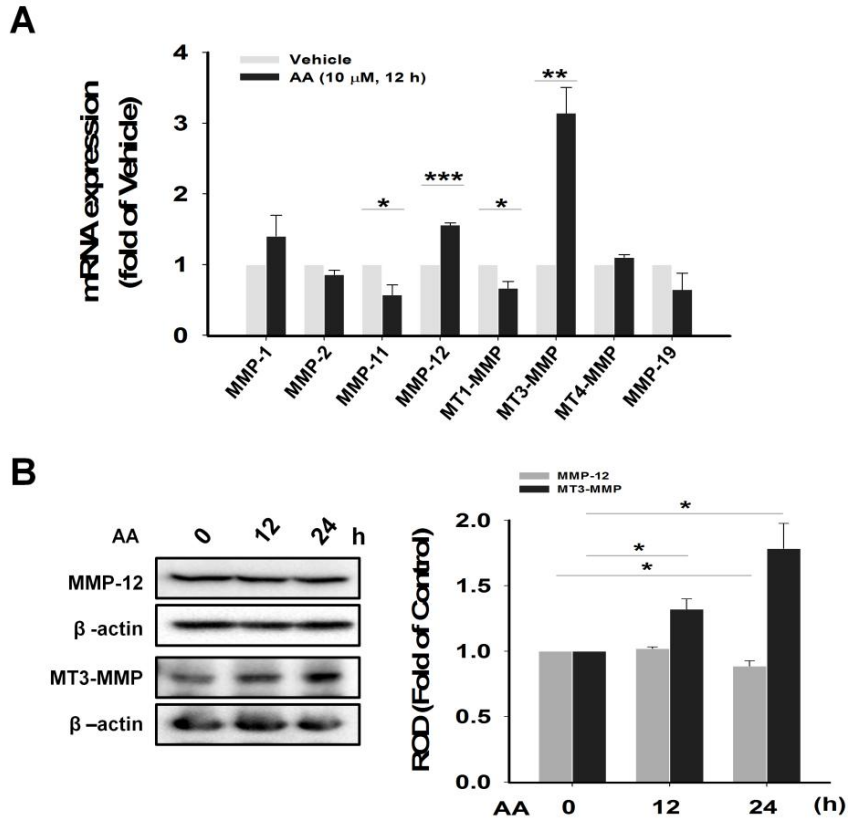 A
mRNA expression
(fold of Vehicle)
4
3
2
1
0
Vehicle
AA (10 µM, 12 h)
*
***
*
**
MMP-1
MMP-2
MMP-11
MMP-12
MT1-MMP
MT3-MMP
MT4-MMP
MMP-19
B
AA 0 12 24 h
MMP-12
β -actin
MT3-MMP
β –actin
MMP-12
MT3-MMP
ROD (Fold of Control)
2.0
1.5
1.0
0.5
0.0
*
*
*
AA 0 12 24 (h)